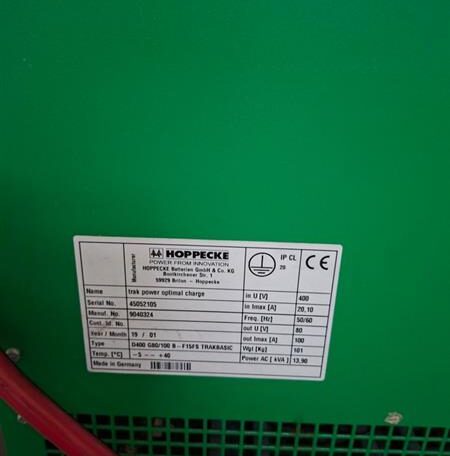 Manufacturer
HOPPECKE
POWER FROM INNOVATION
HOPPECKE Batterien GmbH & Co. KG
Bontkirchener Str. 1
59929 Brilon - Hoppecke
IP CL
20
CE
Name trak power optimal charge
Serial No. 45052105
Manuf. No. 9040324
Cust. Id. No.
Year / Month 19 / 01
Type D400 G80/100 B-F15FS TRAKBASIC
Temp. [°C] -5 -- +40
Made in Germany
in U [V] 400
in Imax [A] 20,10
Freq. [Hz] 50/60
out U [V] 80
out Imax [A] 100
Wgt [Kg] 101
Power AC [ kVA ] 13,90